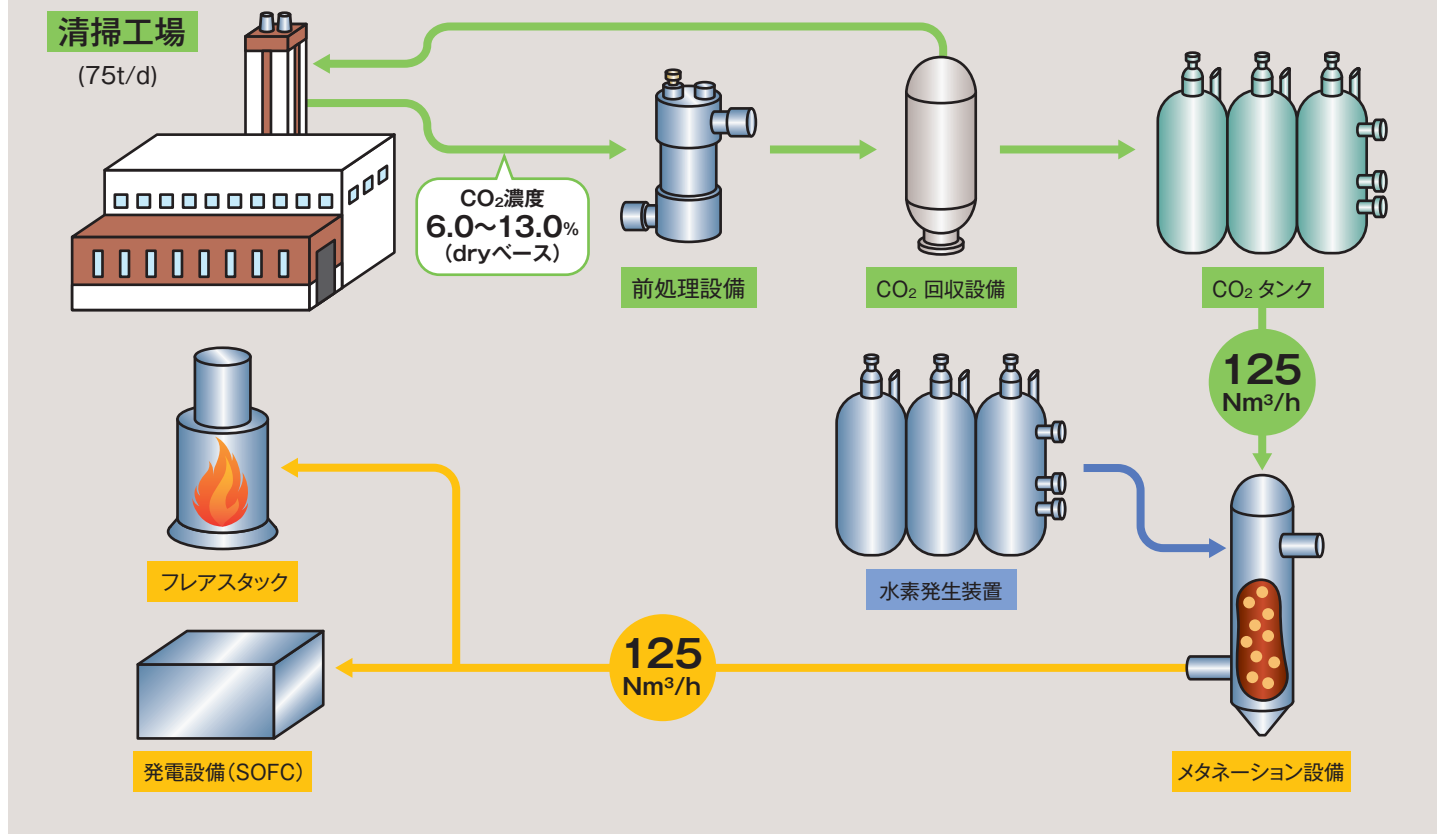 清掃工場
(75t/d)
CO₂濃度
6.0〜13.0%
(dryベース)
前処理設備
CO₂ 回収設備
CO₂ タンク
125
Nm³/h
フレアスタック
水素発生装置
125
Nm³/h
発電設備(SOFC)
メタネーション設備